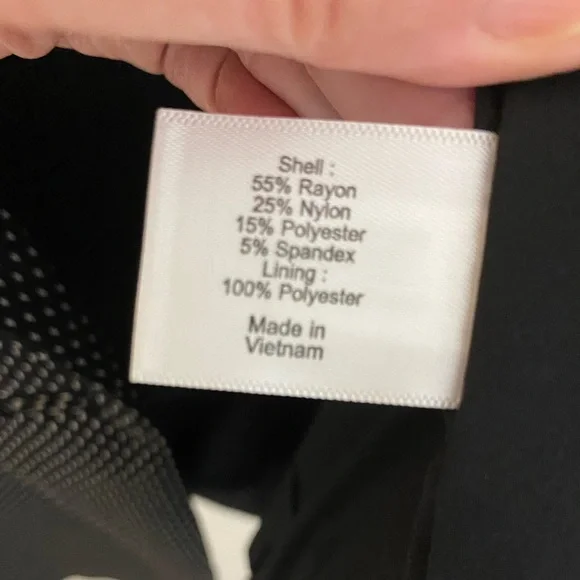 Shell :
55% Rayon
25% Nylon
15% Polyester
5% Spandex
Lining :
100% Polyester
Made in
Vietnam